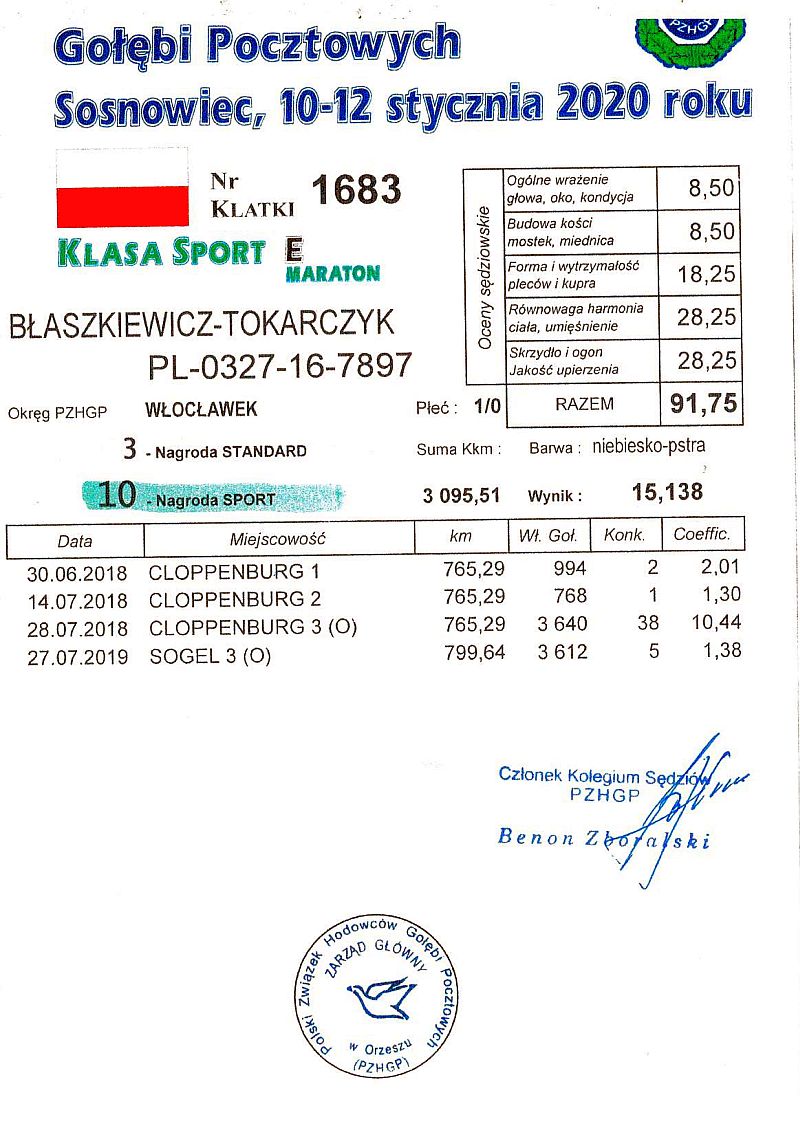 Gołębi Pocztowych
PZHGP
Sosnowiec, 10-12 stycznia 2020 roku
Nr
KLATKI 1683
KLASA SPORT E
MARATON
BŁASZKIEWICZ-TOKARCZYK
PL-0327-16-7897
Oceny sędziowskie
Ogólne wrażenie
głowa, oko, kondycja 8,50
Budowa kości
mostek, miednica 8,50
Forma i wytrzymałość
pleców i kupra 18,25
Równowaga harmonia
ciała, umięśnienie 28,25
Skrzydło i ogon
Jakość upierzenia 28,25
Okręg PZHGP WŁOCŁAWEK Płeć : 1/0 RAZEM 91,75
3 - Nagroda STANDARD Suma Kkm : Barwa : niebiesko-pstra
10 - Nagroda SPORT 3 095,51 Wynik : 15,138
Data Miejscowość km Wł. Goł. Konk. Coeffic.
30.06.2018 CLOPPENBURG 1 765,29 994 2 2,01
14.07.2018 CLOPPENBURG 2 765,29 768 1 1,30
28.07.2018 CLOPPENBURG 3 (O) 765,29 3 640 38 10,44
27.07.2019 SOGEL 3 (O) 799,64 3 612 5 1,38
Członek Kolegium Sędziów
PZHGP
Benon Zboralski
Polski Związek Hodowców Gołębi Pocztowych
ZARZĄD GŁÓWNY
w Orzeszu
(PZHGP)